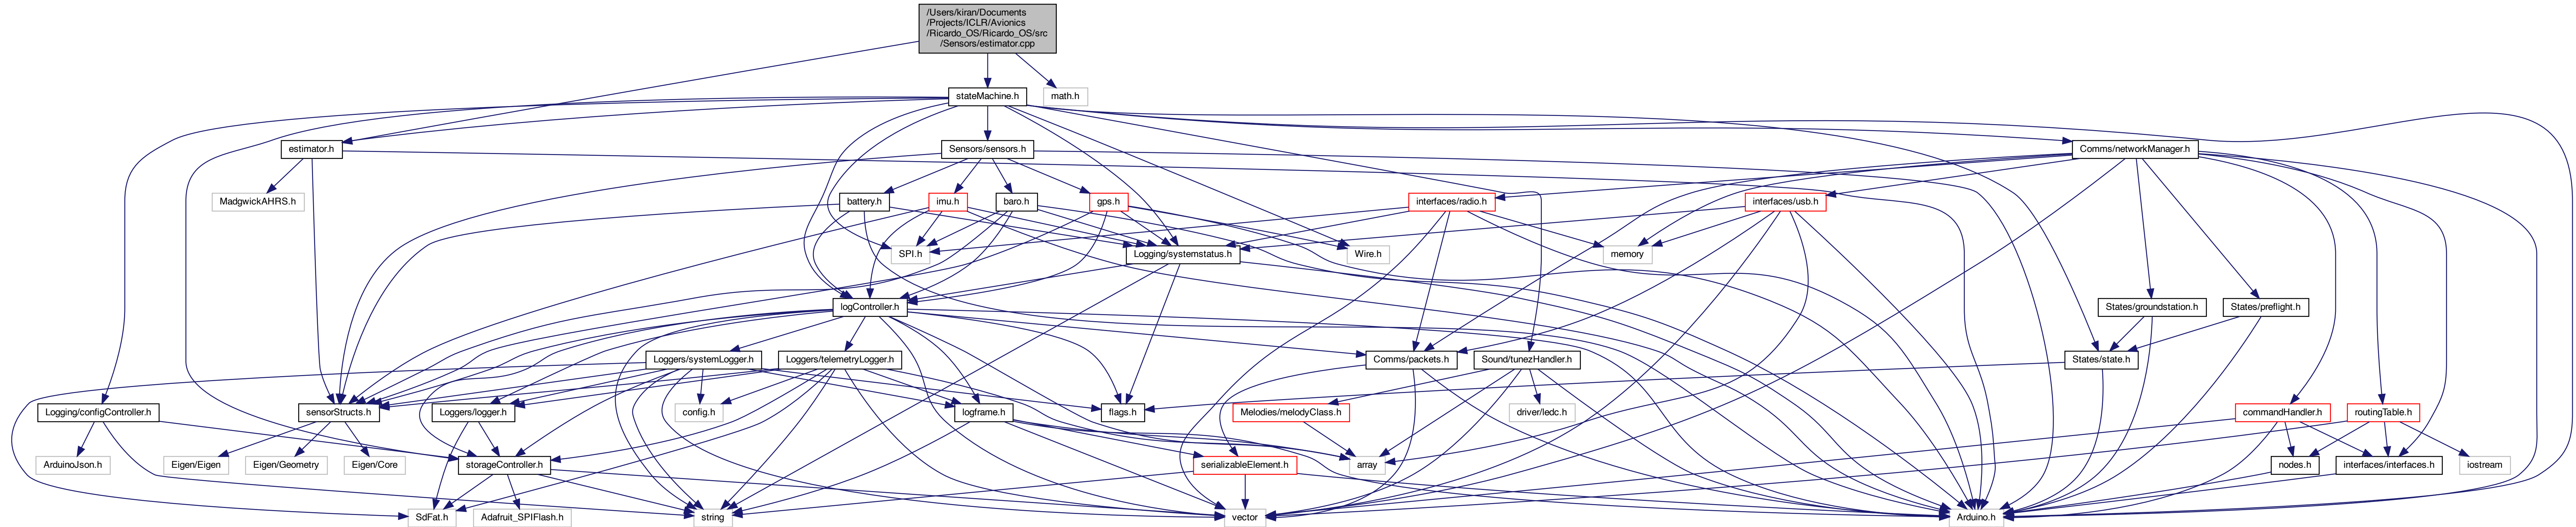 /Users/kiran/Documents
/Projects/ICLR/Avionics
/Ricardo_OS/Ricardo_OS/src
/Sensors/estimator.cpp
stateMachine.h
math.h
estimator.h
Sensors/sensors.h
Comms/networkManager.h
MadgwickAHRS.h
battery.h
imu.h
baro.h
gps.h
interfaces/radio.h
interfaces/usb.h
SPI.h
Logging/systemstatus.h
Wire.h
memory
logController.h
States/groundstation.h
States/preflight.h
Loggers/systemLogger.h
Loggers/telemetryLogger.h
Comms/packets.h
Sound/tunezHandler.h
States/state.h
Logging/configController.h
sensorStructs.h
Loggers/logger.h
config.h
logframe.h
flags.h
Melodies/melodyClass.h
driver/ledc.h
commandHandler.h
routingTable.h
ArduinoJson.h
Eigen/Eigen
Eigen/Geometry
Eigen/Core
storageController.h
serializableElement.h
array
nodes.h
interfaces/interfaces.h
iostream
SdFat.h
Adafruit_SPIFlash.h
string
vector
Arduino.h